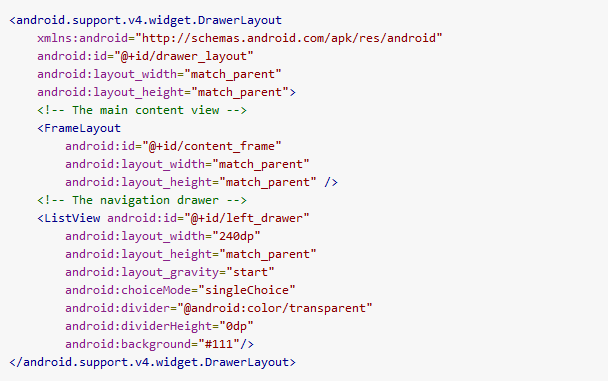 <android.support.v4.widget.DrawerLayout
    xmlns:android="http://schemas.android.com/apk/res/android"
    android:id="@+id/drawer_layout"
    android:layout_width="match_parent"
    android:layout_height="match_parent">
    <!-- The main content view -->
    <FrameLayout
        android:id="@+id/content_frame"
        android:layout_width="match_parent"
        android:layout_height="match_parent" />
    <!-- The navigation drawer -->
    <ListView android:id="@+id/left_drawer"
        android:layout_width="240dp"
        android:layout_height="match_parent"
        android:layout_gravity="start"
        android:choiceMode="singleChoice"
        android:divider="@android:color/transparent"
        android:dividerHeight="0dp"
        android:background="#111"/>
</android.support.v4.widget.DrawerLayout>